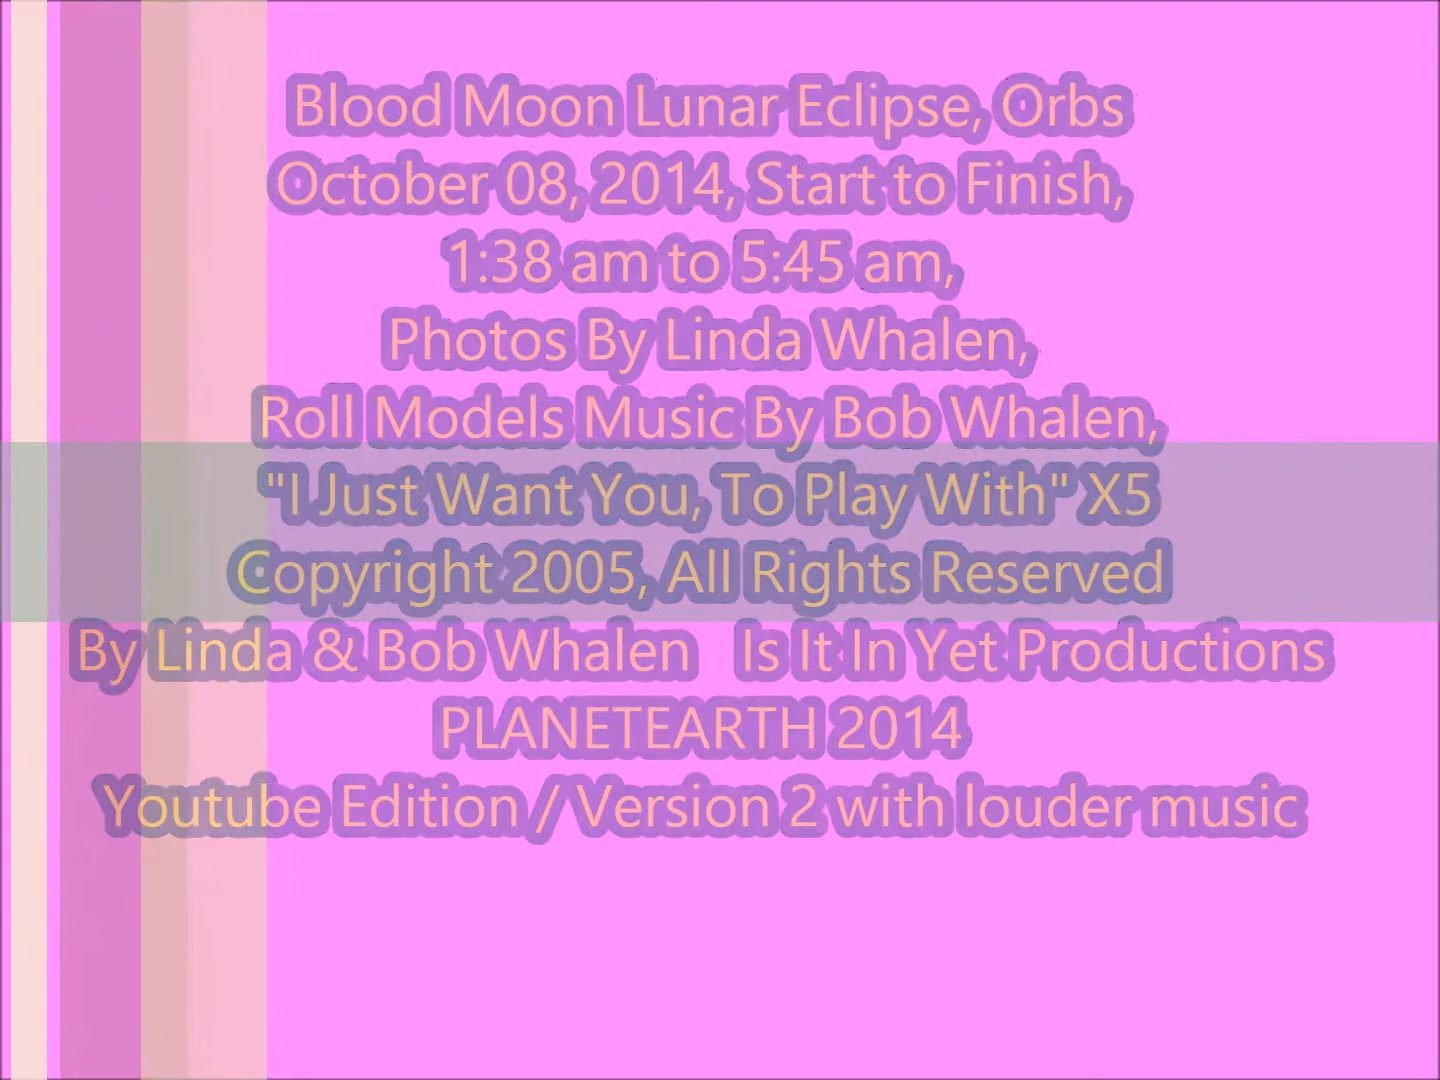 Blood Moon Lunar Eclipse, Orbs
October 08, 2014, Start to Finish,
1:38 am to 5:45 am,
Photos By Linda Whalen,
Roll Models Music By Bob Whalen,
"I Just Want You, To Play With" X5
Copyright 2005, All Rights Reserved
By Linda & Bob Whalen   Is It In Yet Productions
PLANETEARTH 2014
Youtube Edition / Version 2 with louder music